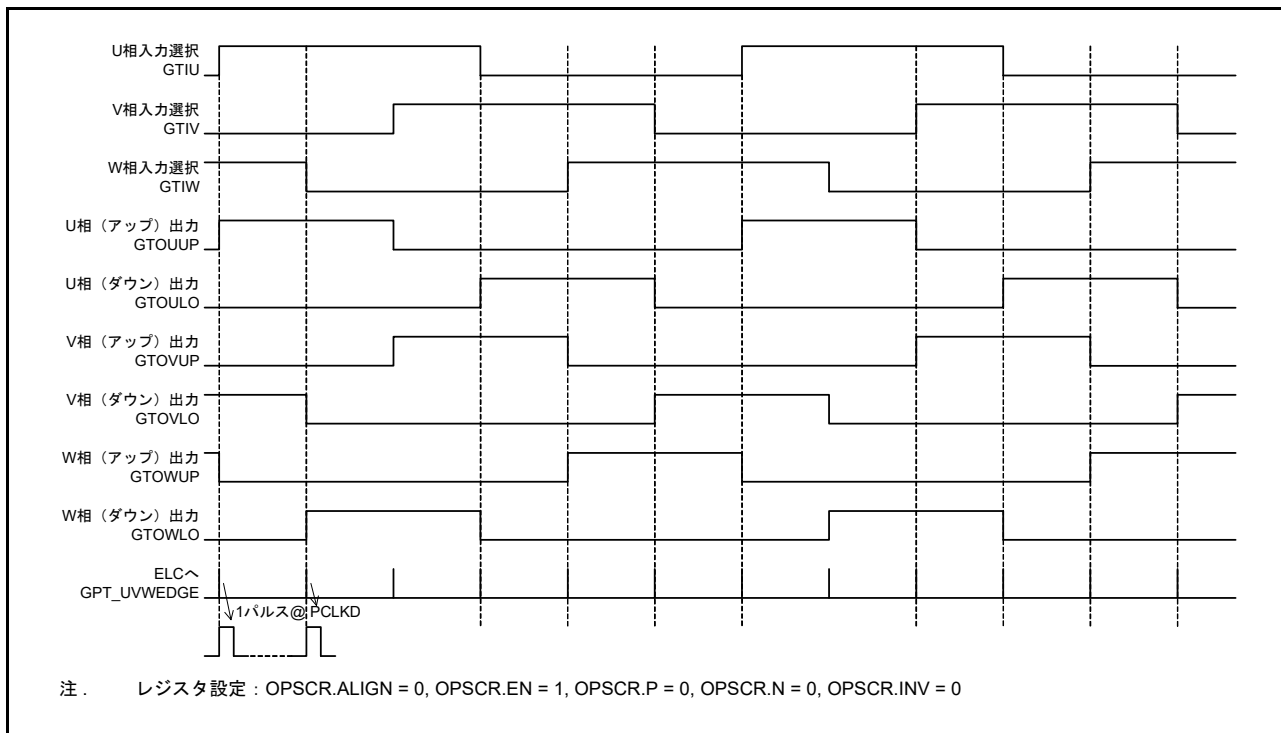 U相入力選択
GTIU
V相入力選択
GTIV
W相入力選択
GTIW
U相（アップ）出力
GTOUUP
U相（ダウン）出力
GTOULO
V相（アップ）出力
GTOVUP
V相（ダウン）出力
GTOVLO
W相（アップ）出力
GTOWUP
W相（ダウン）出力
GTOWLO
ELCへ
GPT_UVWEDGE
1パルス@PCLKD
注． レジスタ設定：OPSCR.ALIGN = 0, OPSCR.EN = 1, OPSCR.P = 0, OPSCR.N = 0, OPSCR.INV = 0